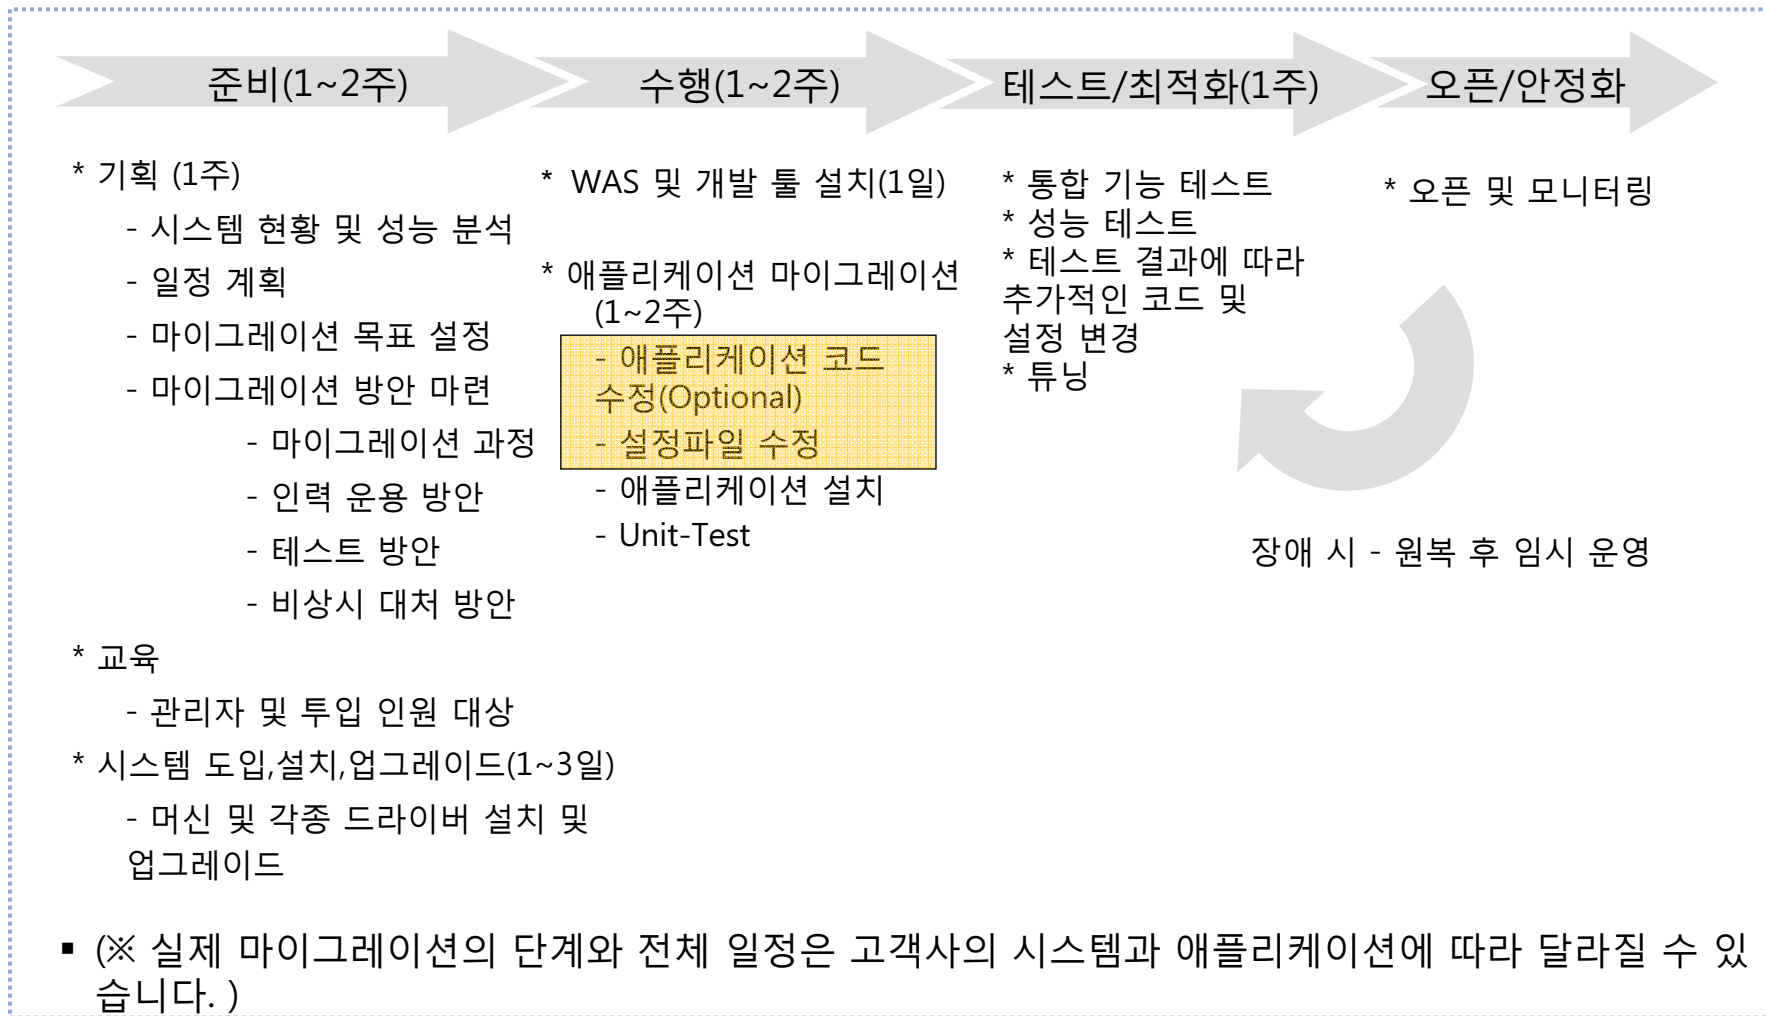 준비(1~2주)
수행(1~2주)
테스트/최적화(1주)
오픈/안정화
* 기획 (1주)
- 시스템 현황 및 성능 분석
- 일정 계획
- 마이그레이션 목표 설정
- 마이그레이션 방안 마련
- 마이그레이션 과정
- 인력 운용 방안
- 테스트 방안
- 비상시 대처 방안
* 교육
- 관리자 및 투입 인원 대상
* 시스템 도입,설치,업그레이드(1~3일)
- 머신 및 각종 드라이버 설치 및
업그레이드
* WAS 및 개발 툴 설치(1일)
* 애플리케이션 마이그레이션
(1~2주)
- 애플리케이션 코드
수정(Optional)
- 설정파일 수정
- 애플리케이션 설치
- Unit-Test
* 통합 기능 테스트
* 성능 테스트
* 테스트 결과에 따라
추가적인 코드 및
설정 변경
* 튜닝
* 오픈 및 모니터링
장애 시 - 원복 후 임시 운영
▪ (※ 실제 마이그레이션의 단계와 전체 일정은 고객사의 시스템과 애플리케이션에 따라 달라질 수 있
습니다. )